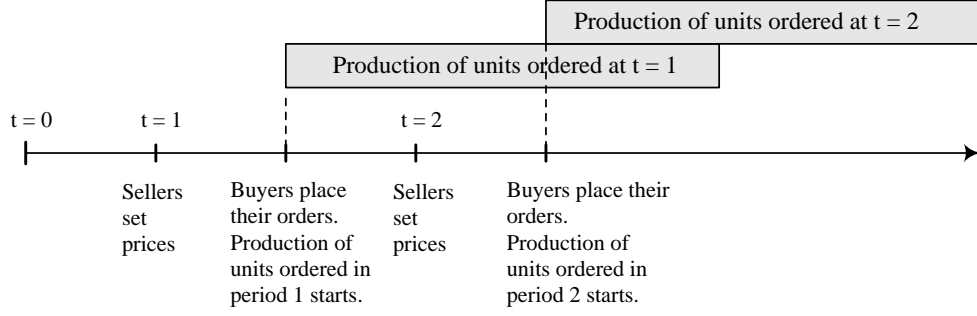 Production of units ordered at t = 2
Production of units ordered at t = 1
t = 0
t = 1
t = 2
Sellers
set
prices
Buyers place
their orders.
Production of
units ordered in
period 1 starts.
Sellers
set
prices
Buyers place their
orders.
Production of
units ordered in
period 2 starts.